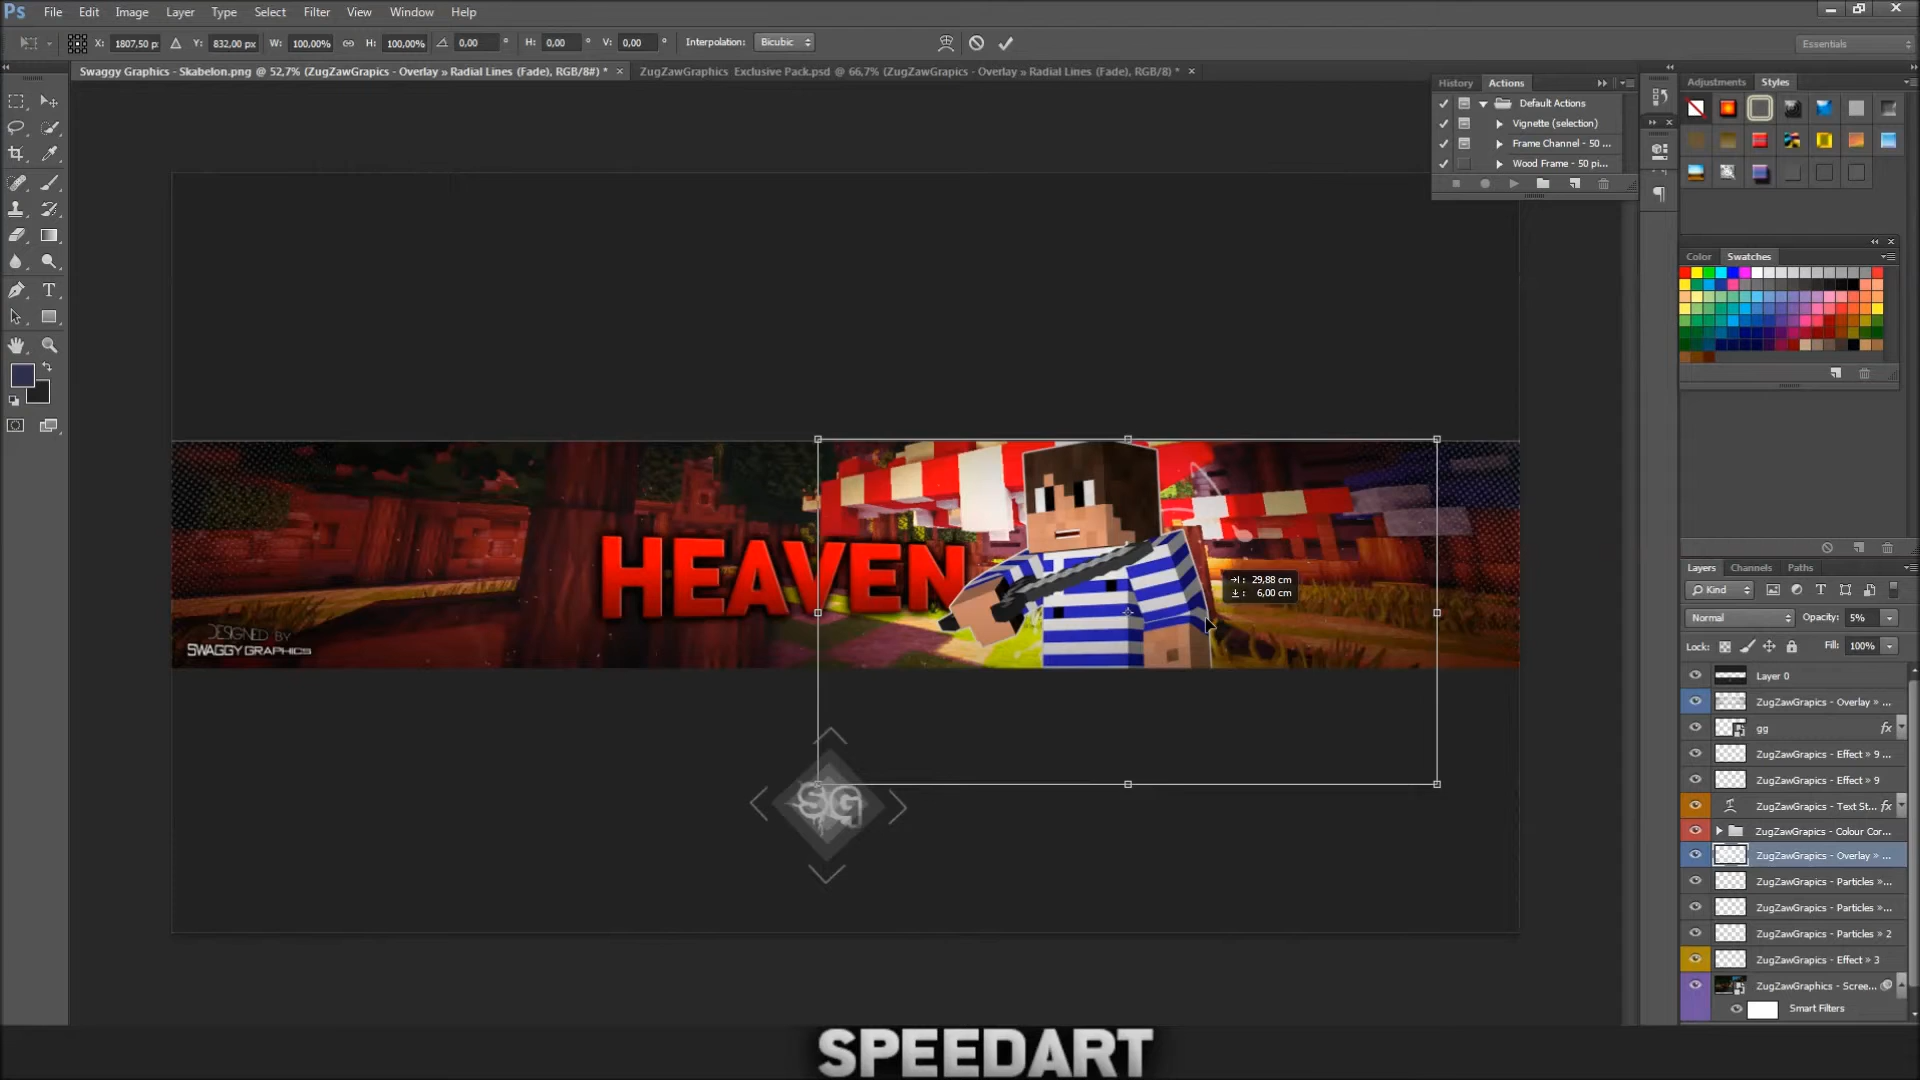 Ps File Edit Image Layer Type Select Filter View Window Help
X: 1807,50 p Y: 832,00 px W: 100,00% H: 100,00% 0,00 ° H: 0,00 ° V: 0,00 ° Interpolation: Bicubic Essentials
Swaggy Graphics - Skabelon.png @ 52,7% (ZugZawGrapics - Overlay » Radial Lines (Fade), RGB/8#) * × ZugZawGraphics Exclusive Pack.psd @ 66,7% (ZugZawGrapics - Overlay » Radial Lines (Fade), RGB/8) * ×
History Actions
Default Actions
Vignette (selection)
Frame Channel - 50 ...
Wood Frame - 50 pi...
Adjustments Styles
Color Swatches
HEAVEN
29,88 cm
6,00 cm
DESIGNED BY
SWAGGY GRAPHICS
SG
Layers Channels Paths
Kind
Normal Opacity: 5%
Lock: Fill: 100%
Layer 0
ZugZawGrapics - Overlay » ...
gg fx
ZugZawGrapics - Effect » 9 ...
ZugZawGrapics - Effect » 9
ZugZawGrapics - Text St... fx
ZugZawGrapics - Colour Cor...
ZugZawGrapics - Overlay » ...
ZugZawGrapics - Particles »...
ZugZawGrapics - Particles »...
ZugZawGrapics - Particles » 2
ZugZawGrapics - Effect » 3
ZugZawGraphics - Scree...
Smart Filters
SPEEDART